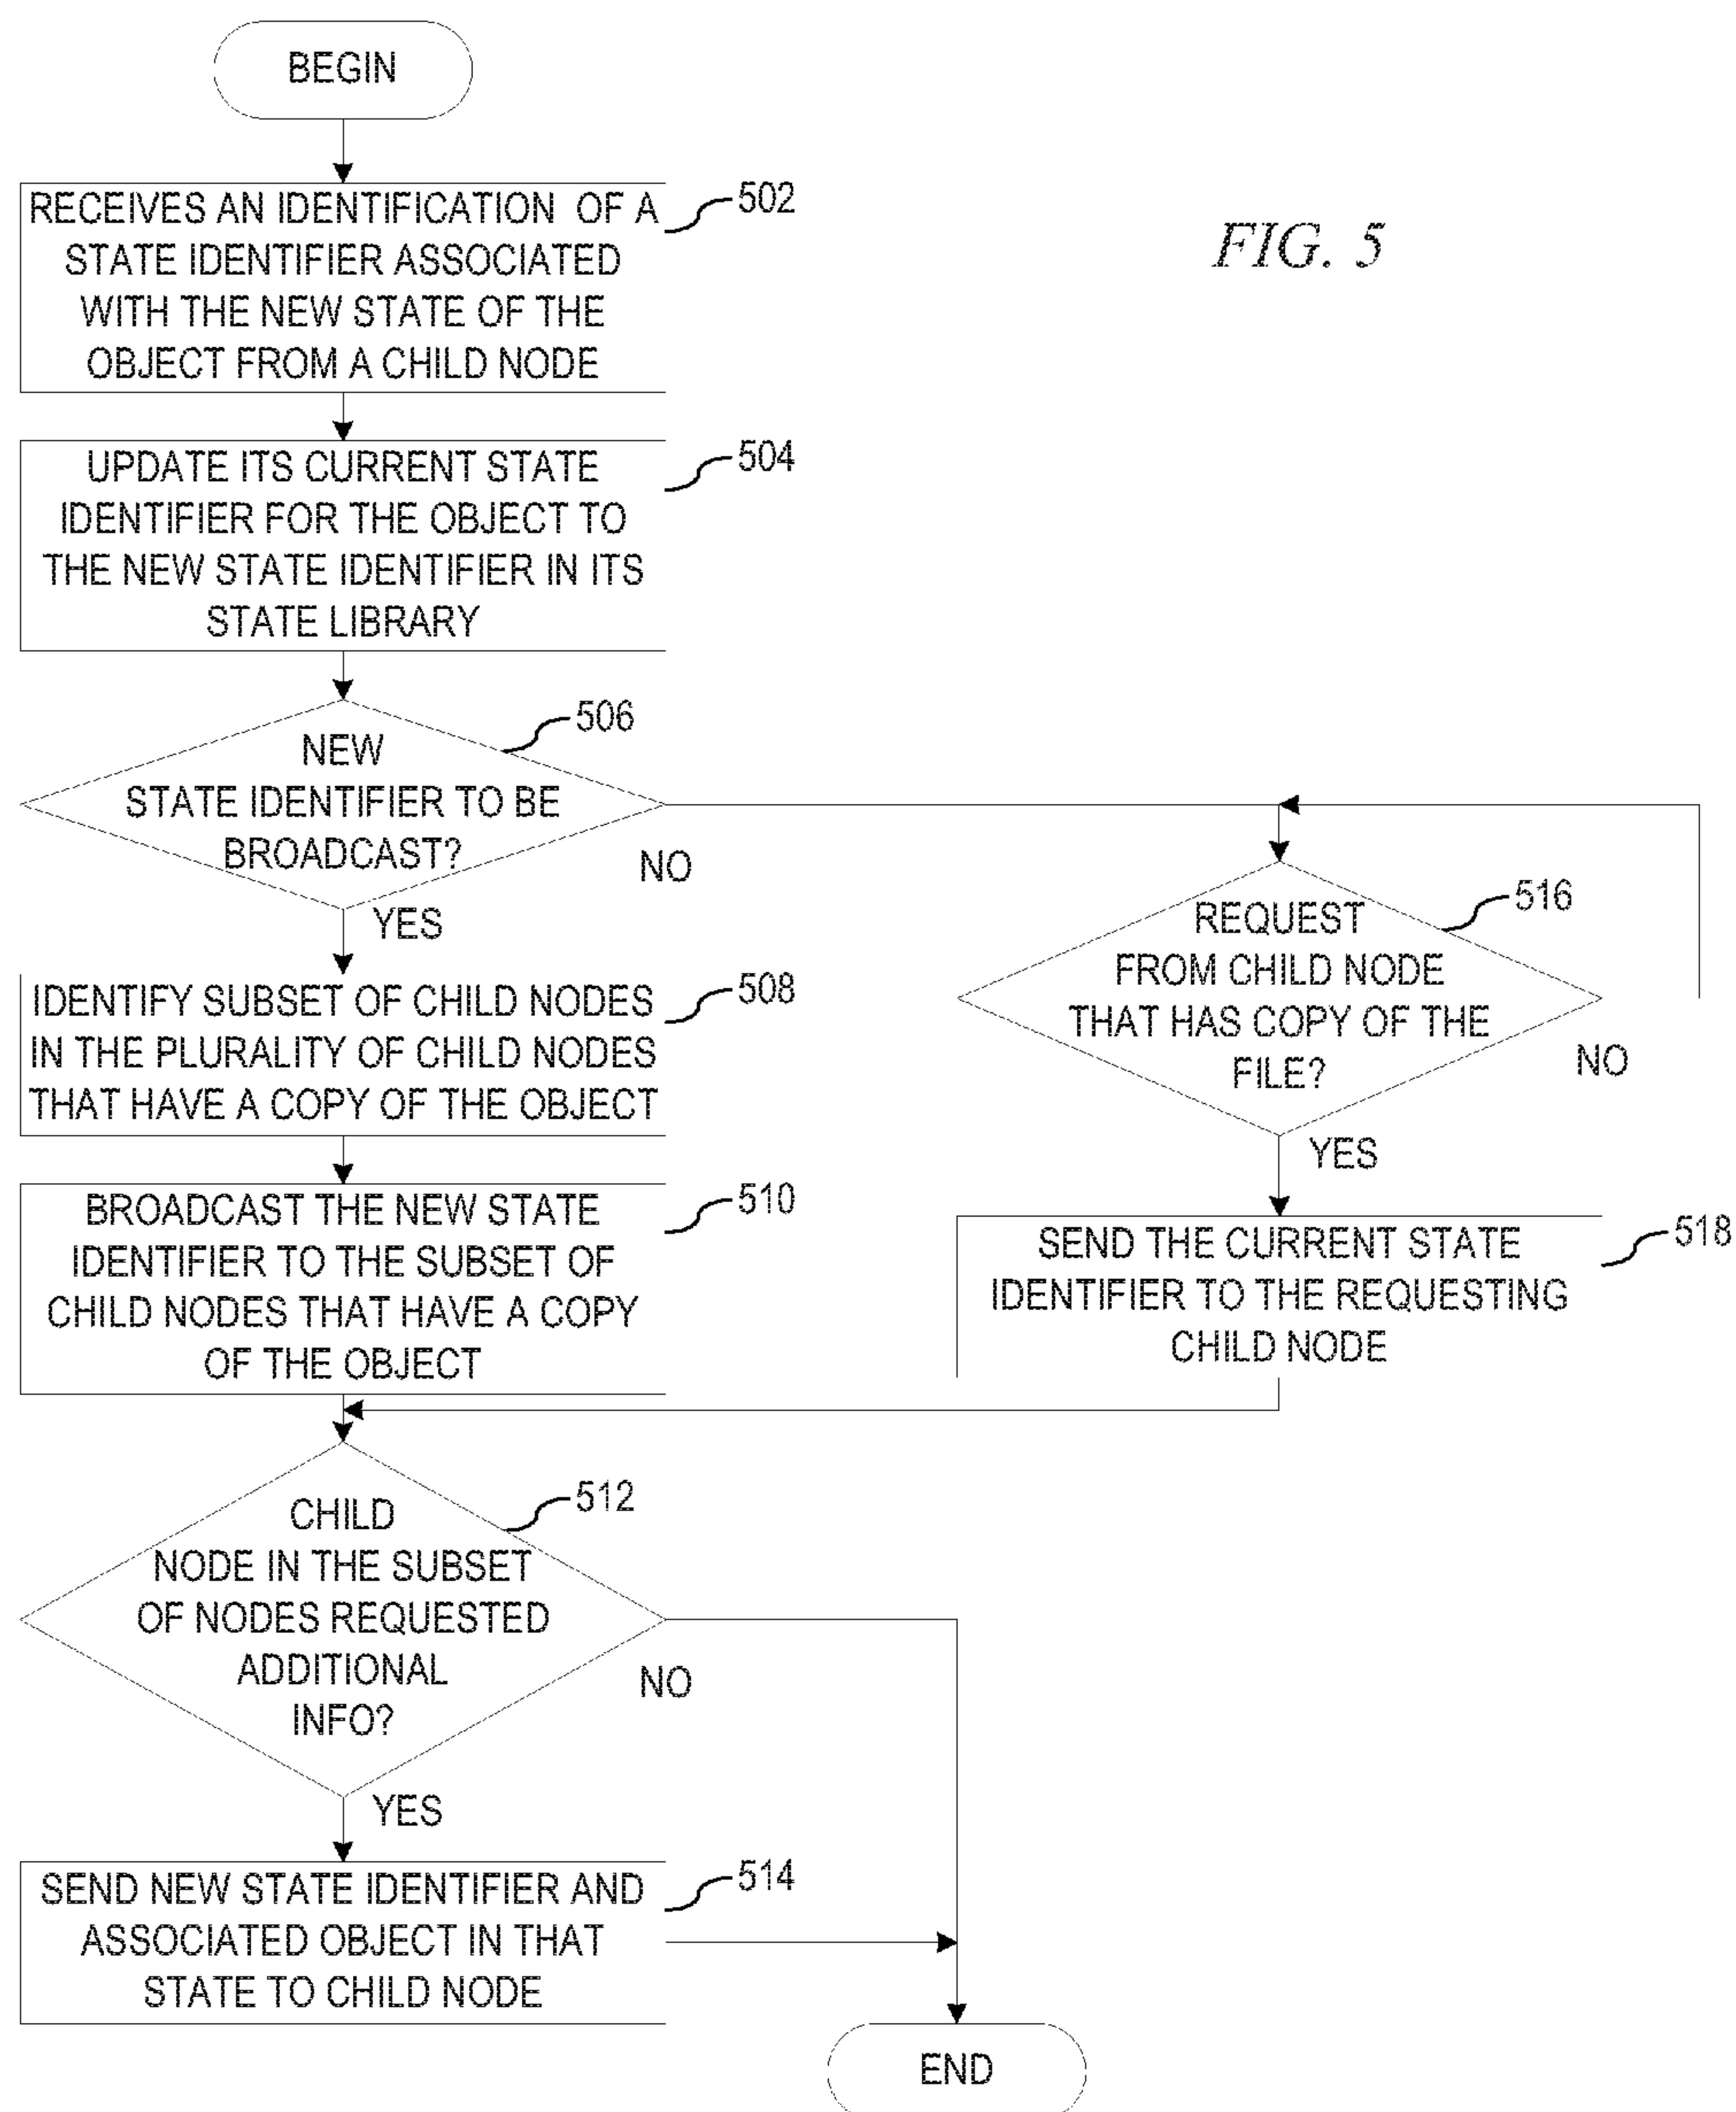 BEGIN
RECEIVES AN IDENTIFICATION OF A
STATE IDENTIFIER ASSOCIATED
WITH THE NEW STATE OF THE
OBJECT FROM A CHILD NODE
502
FIG. 5
UPDATE ITS CURRENT STATE
IDENTIFIER FOR THE OBJECT TO
THE NEW STATE IDENTIFIER IN ITS
STATE LIBRARY
504
NEW
STATE IDENTIFIER TO BE
BROADCAST?
506
NO
YES
IDENTIFY SUBSET OF CHILD NODES
IN THE PLURALITY OF CHILD NODES
THAT HAVE A COPY OF THE OBJECT
508
BROADCAST THE NEW STATE
IDENTIFIER TO THE SUBSET OF
CHILD NODES THAT HAVE A COPY
OF THE OBJECT
510
REQUEST
FROM CHILD NODE
THAT HAS COPY OF THE
FILE?
516
NO
YES
SEND THE CURRENT STATE
IDENTIFIER TO THE REQUESTING
CHILD NODE
518
CHILD
NODE IN THE SUBSET
OF NODES REQUESTED
ADDITIONAL
INFO?
512
NO
YES
SEND NEW STATE IDENTIFIER AND
ASSOCIATED OBJECT IN THAT
STATE TO CHILD NODE
514
END